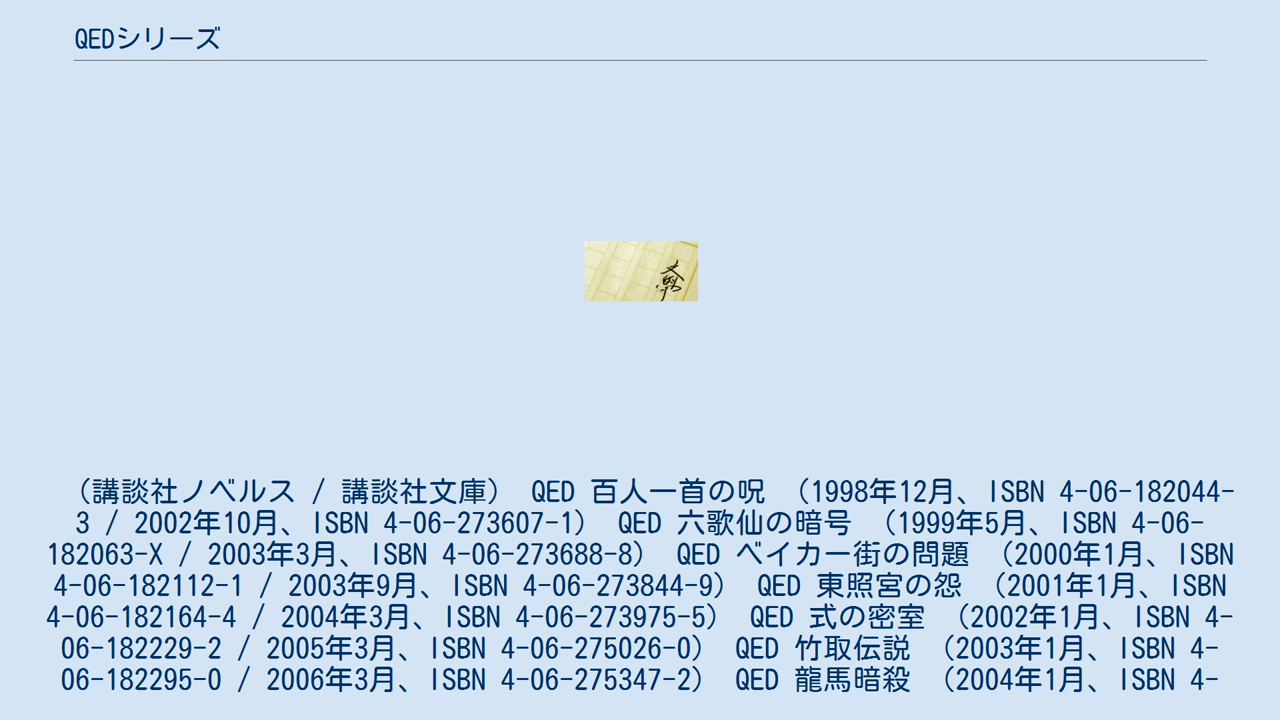 QEDシリーズ
（講談社ノベルス / 講談社文庫） QED 百人一首の呪 （1998年12月、ISBN 4-06-182044-
3 / 2002年10月、ISBN 4-06-273607-1） QED 六歌仙の暗号 （1999年5月、ISBN 4-06-
182063-X / 2003年3月、ISBN 4-06-273688-8） QED ベイカー街の問題 （2000年1月、ISBN
4-06-182112-1 / 2003年9月、ISBN 4-06-273844-9） QED 東照宮の怨 （2001年1月、ISBN
4-06-182164-4 / 2004年3月、ISBN 4-06-273975-5） QED 式の密室 （2002年1月、ISBN 4-
06-182229-2 / 2005年3月、ISBN 4-06-275026-0） QED 竹取伝説 （2003年1月、ISBN 4-
06-182295-0 / 2006年3月、ISBN 4-06-275347-2） QED 龍馬暗殺 （2004年1月、ISBN 4-